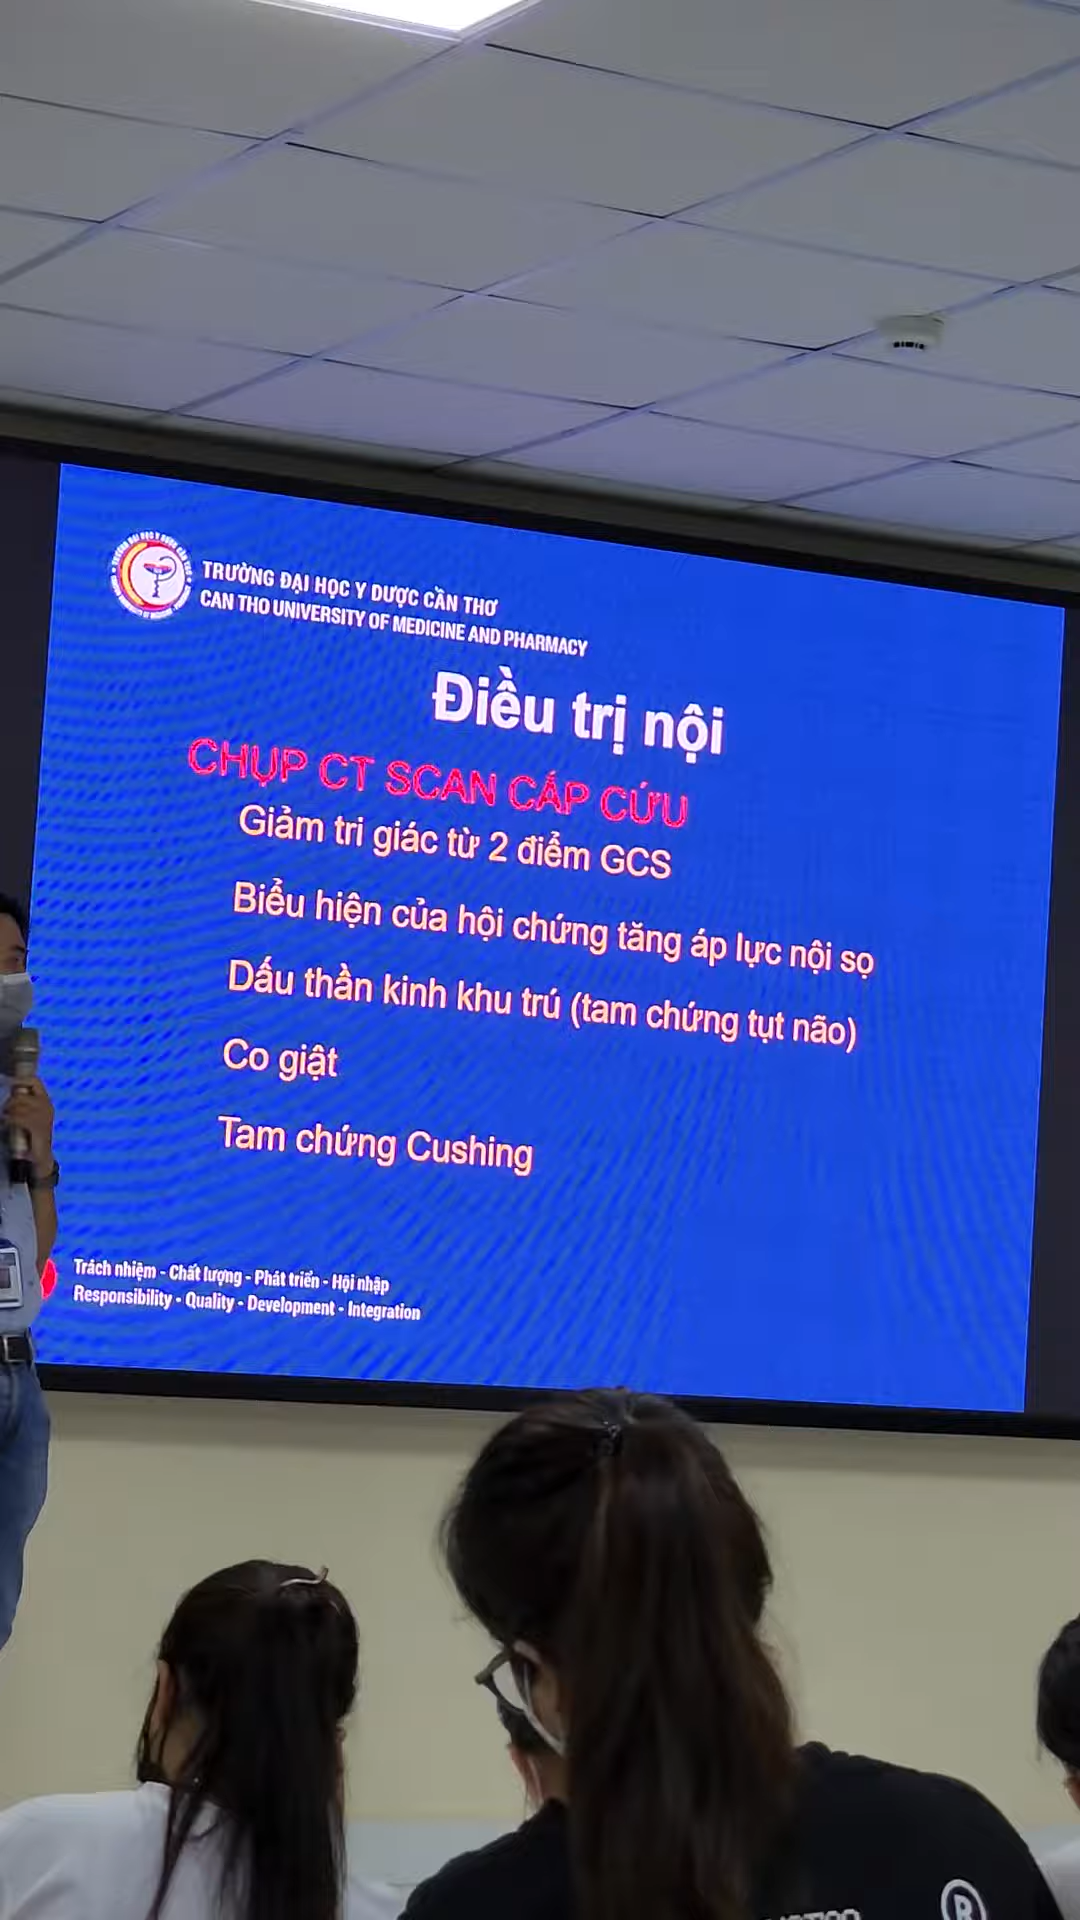 TRƯỜNG ĐẠI HỌC Y DƯỢC CẦN THƠ
CAN THO UNIVERSITY OF MEDICINE AND PHARMACY
Điều trị nội
CHỤP CT SCAN CẤP CỨU
Giảm tri giác từ 2 điểm GCS
Biểu hiện của hội chứng tăng áp lực nội sọ
Dấu thần kinh khu trú (tam chứng tụt não)
Co giật
Tam chứng Cushing
Trách nhiệm - Chất lượng - Phát triển - Hội nhập
Responsibility - Quality - Development - Integration
R